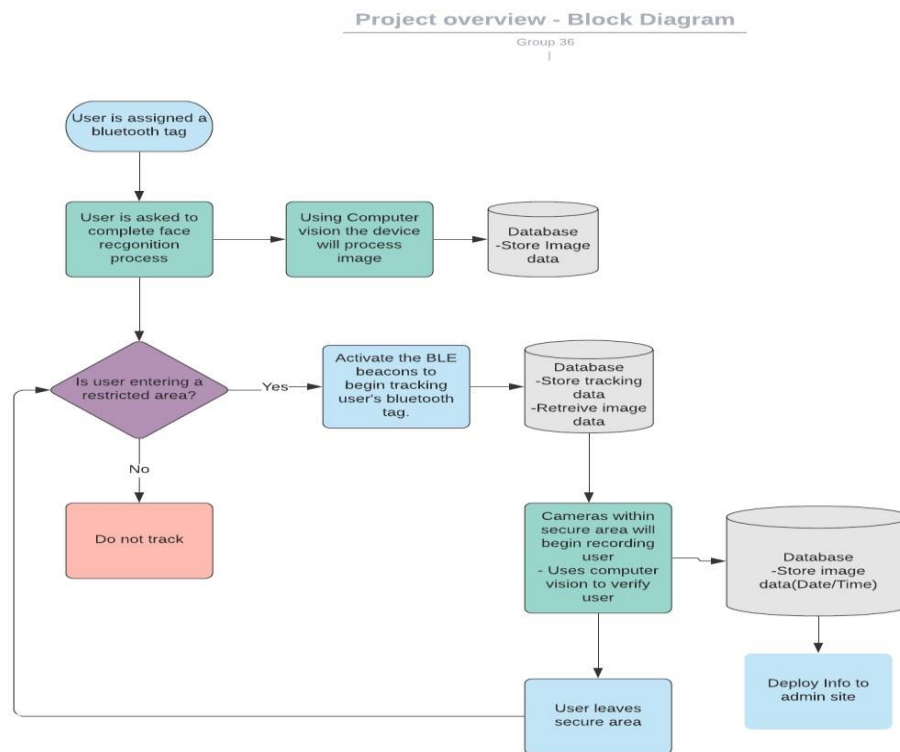 Project overview - Block Diagram
Group 36
User is assigned a
bluetooth tag
User is asked to
complete face
recgonition
process
Using Computer
vision the device
will process
image
Database
-Store Image
data
Is user entering a
restricted area?
Yes
Activate the BLE
beacons to
begin tracking
user's bluetooth
tag.
Database
-Store tracking
data
-Retreive image
data
No
Do not track
Cameras within
secure area will
begin recording
user
- Uses computer
vision to verify
user
Database
-Store image
data(Date/Time)
User leaves
secure area
Deploy Info to
admin site